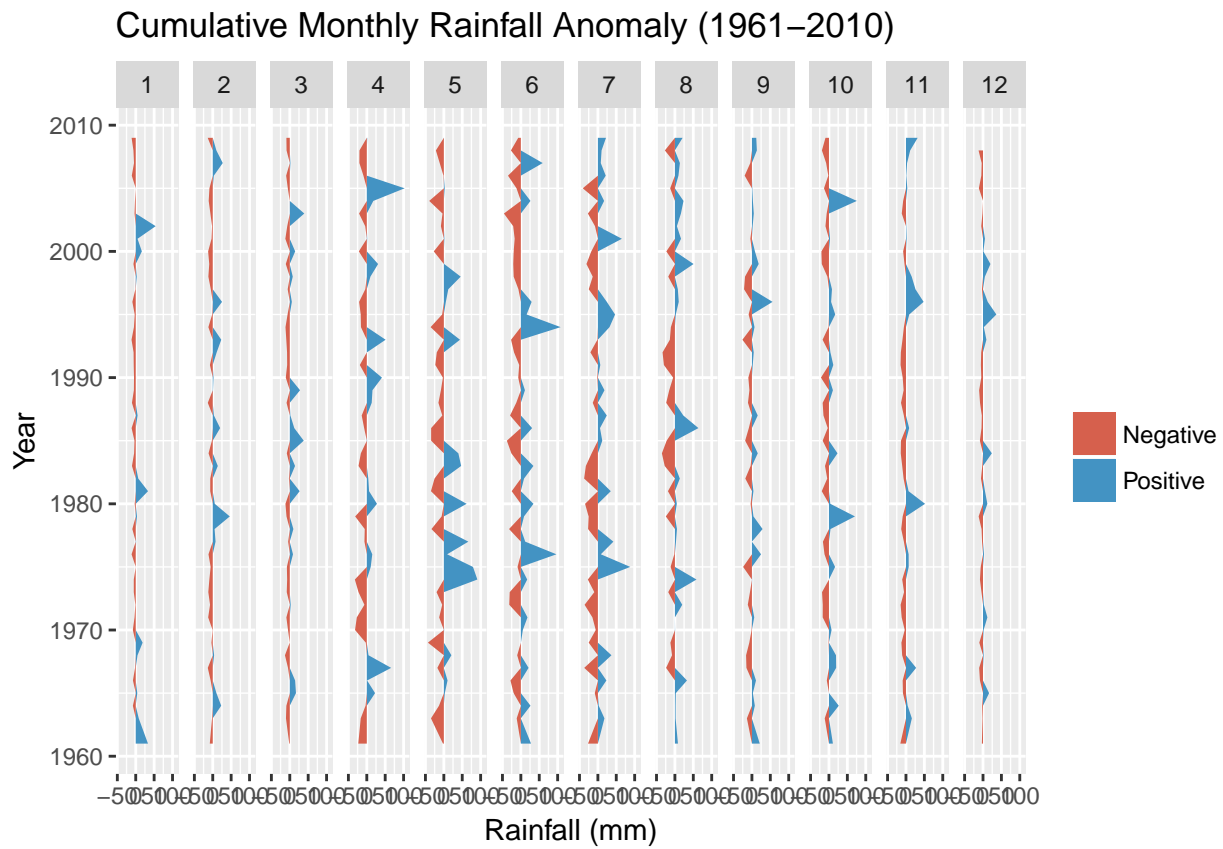 Cumulative Monthly Rainfall Anomaly (1961−2010)
1 2 3 4 5 6 7 8 9 10 11 12
2010
2000
1990
1980
1970
1960
Year
Rainfall (mm)
Negative
Positive